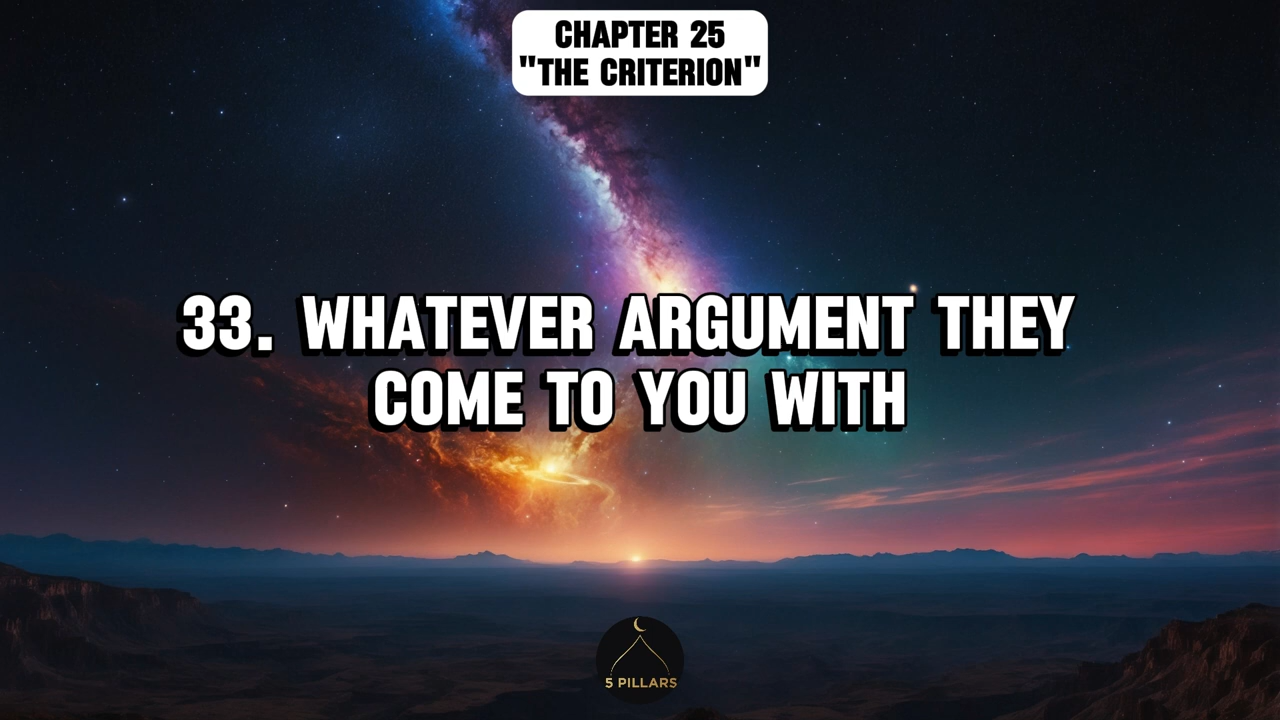 CHAPTER 25
"THE CRITERION"
33. WHATEVER ARGUMENT THEY
COME TO YOU WITH
5 PILLARS